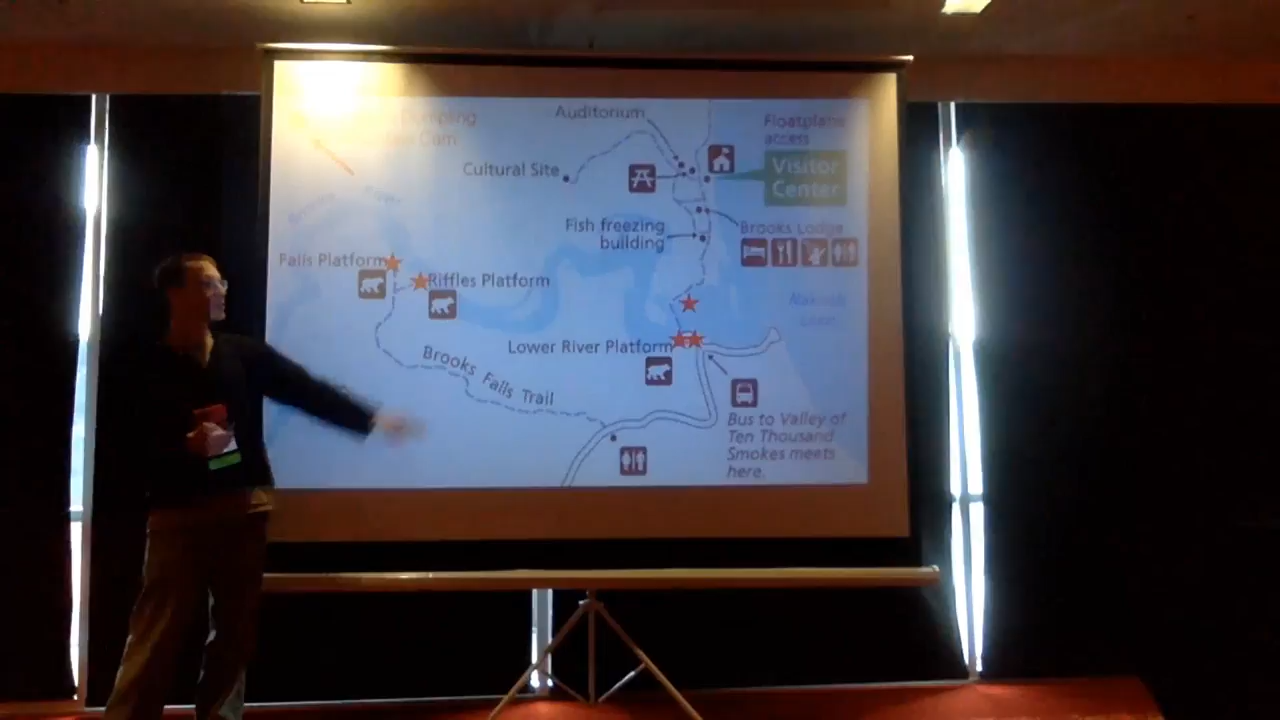 Auditorium
Floatplane
access
Cultural Site
Visitor
Center
Fish freezing
building
Brooks Lodge
River
Falls Platform
Riffles Platform
Lower River Platform
Brooks Falls Trail
Bus to Valley of
Ten Thousand
Smokes meets
here.